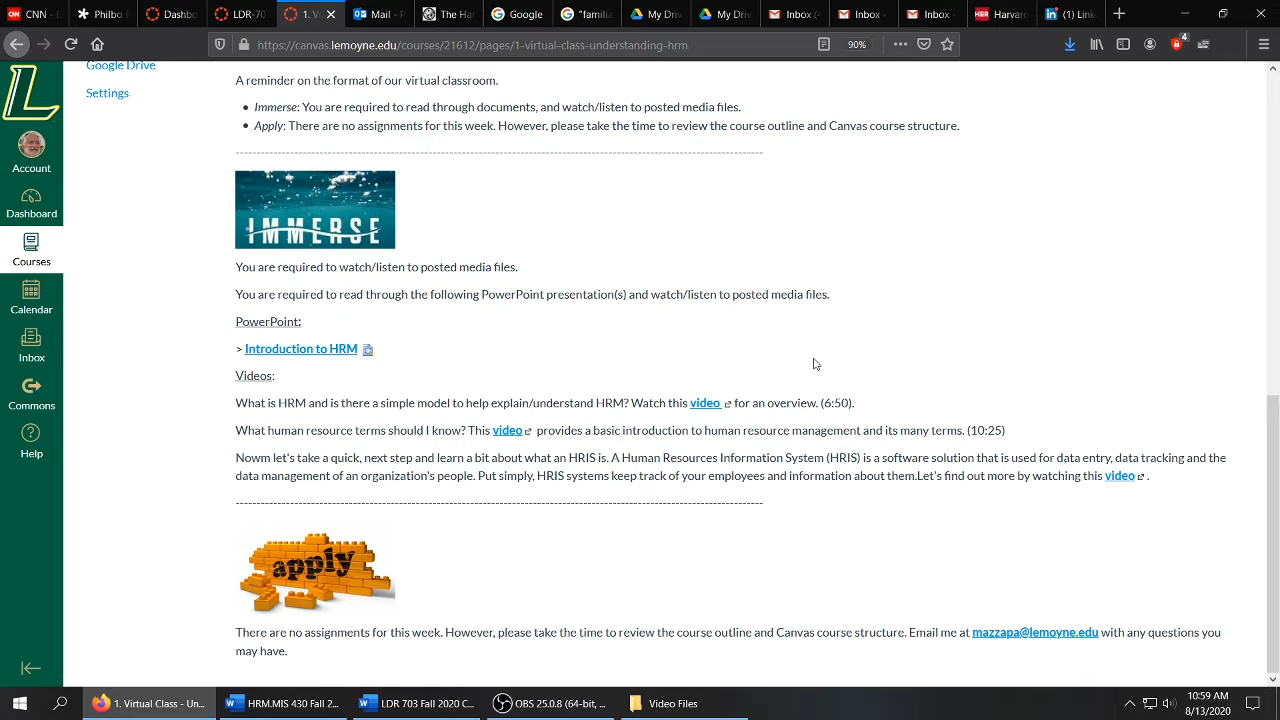 CNN - C
Philbo E
Dashbo
LDR-70
1. Vi
Mail - P
The Har
Google
"familia
My Driv
My Driv
Inbox (
Inbox -
Inbox -
HER Harvarc
(1) Link
https://canvas.lemoyne.edu/courses/21612/pages/1-virtual-class-understanding-hrm
90%
4
Google Drive
Settings
Account
Dashboard
Courses
Calendar
Inbox
Commons
Help
A reminder on the format of our virtual classroom.
Immerse: You are required to read through documents, and watch/listen to posted media files.
Apply: There are no assignments for this week. However, please take the time to review the course outline and Canvas course structure.
IMMERSE
You are required to watch/listen to posted media files.
You are required to read through the following PowerPoint presentation(s) and watch/listen to posted media files.
PowerPoint:
> Introduction to HRM
Videos:
What is HRM and is there a simple model to help explain/understand HRM? Watch this video for an overview. (6:50).
What human resource terms should I know? This video provides a basic introduction to human resource management and its many terms. (10:25)
Nowm let's take a quick, next step and learn a bit about what an HRIS is. A Human Resources Information System (HRIS) is a software solution that is used for data entry, data tracking and the
data management of an organization's people. Put simply, HRIS systems keep track of your employees and information about them.Let's find out more by watching this video .
apply
There are no assignments for this week. However, please take the time to review the course outline and Canvas course structure. Email me at mazzapa@lemoyne.edu with any questions you
may have.
1. Virtual Class - Un...
HRM.MIS 430 Fall 2...
LDR 703 Fall 2020 C...
OBS 25.0.8 (64-bit, ...
Video Files
10:59 AM
8/13/2020